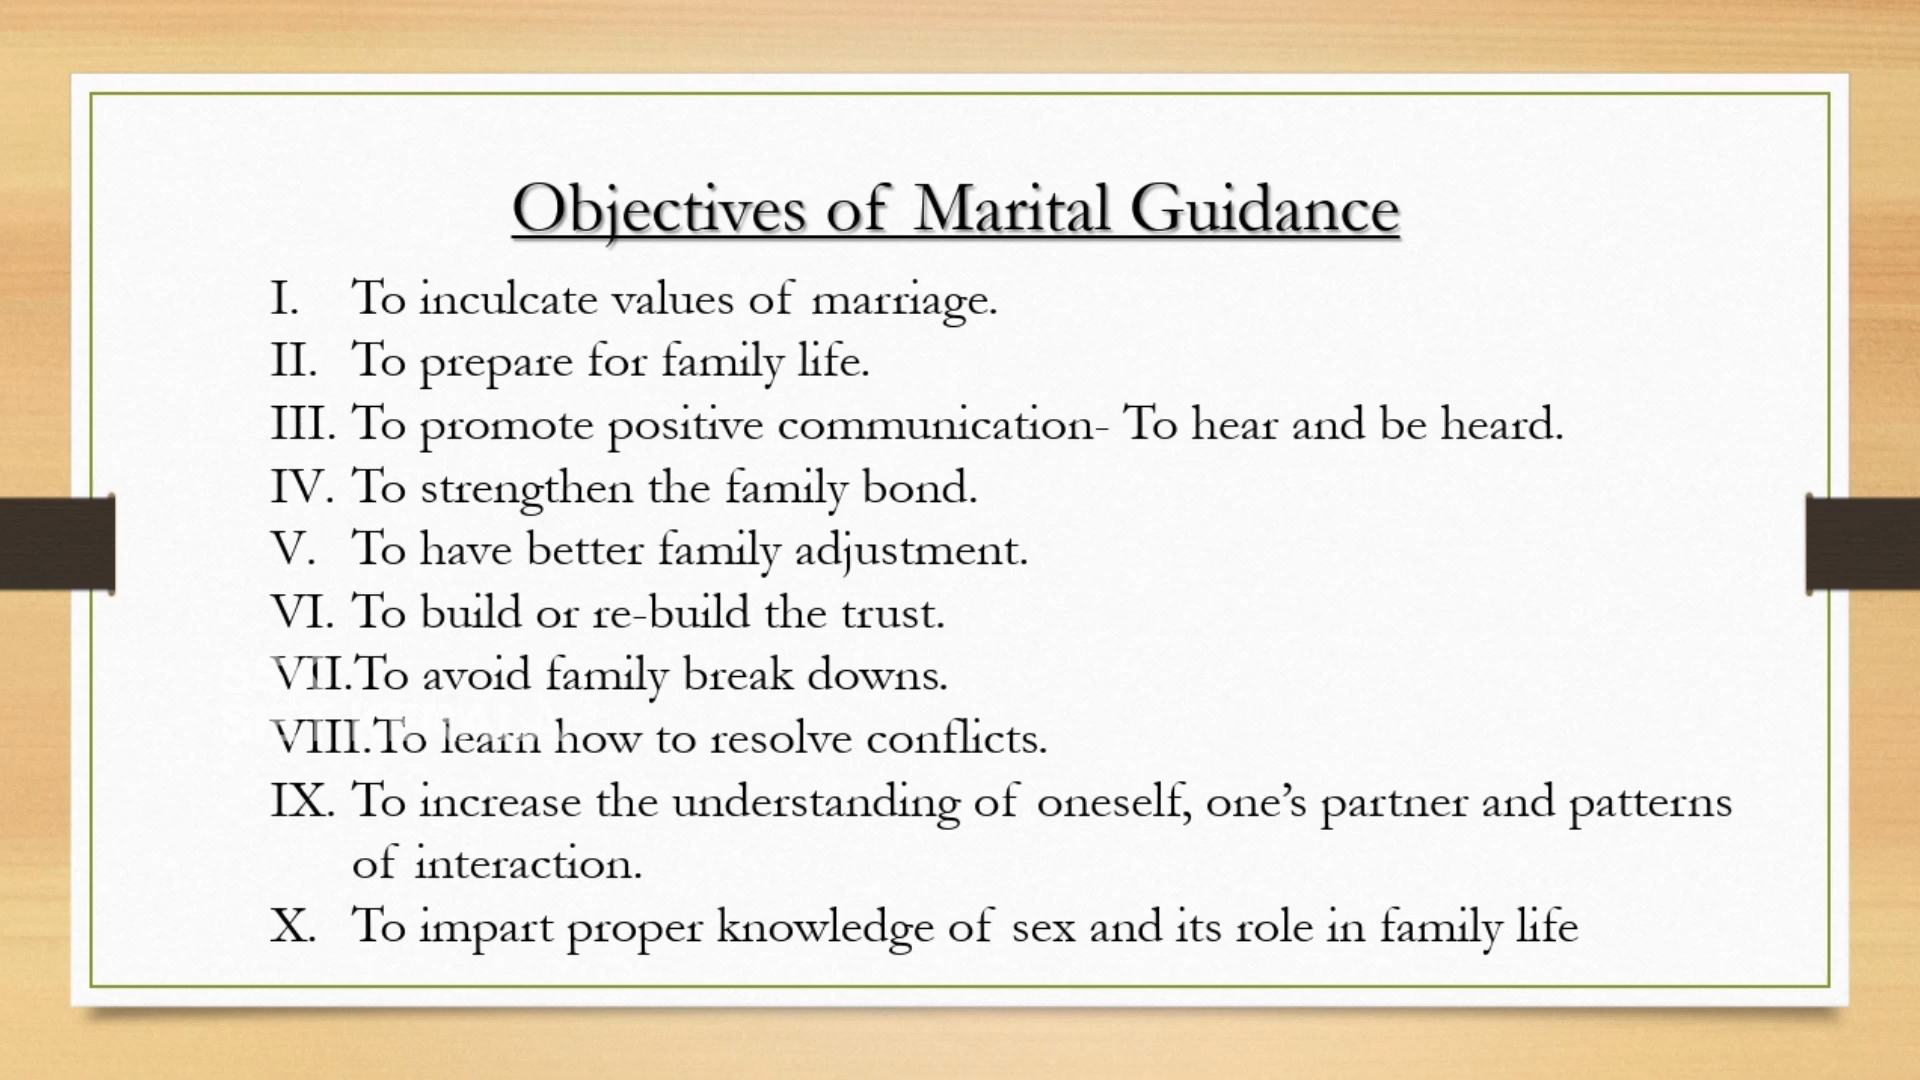 Objectives of Marital Guidance
I. To inculcate values of marriage.
II. To prepare for family life.
III. To promote positive communication- To hear and be heard.
IV. To strengthen the family bond.
V. To have better family adjustment.
VI. To build or re-build the trust.
VII.To avoid family break downs.
VIII.To learn how to resolve conflicts.
IX. To increase the understanding of oneself, one’s partner and patterns
of interaction.
X. To impart proper knowledge of sex and its role in family life